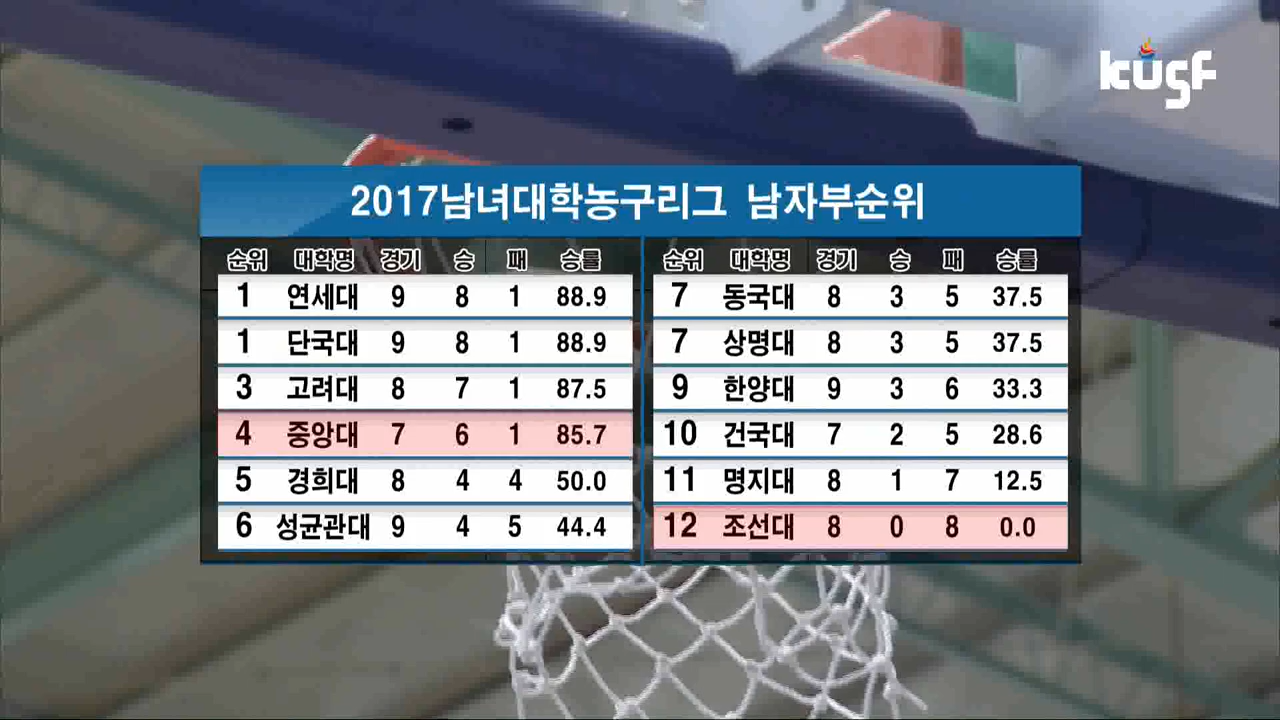 kusf
2017남녀대학농구리그 남자부순위
순위 대학명 경기 승 패 승률
1 연세대 9 8 1 88.9
1 단국대 9 8 1 88.9
3 고려대 8 7 1 87.5
4 중앙대 7 6 1 85.7
5 경희대 8 4 4 50.0
6 성균관대 9 4 5 44.4
순위 대학명 경기 승 패 승률
7 동국대 8 3 5 37.5
7 상명대 8 3 5 37.5
9 한양대 9 3 6 33.3
10 건국대 7 2 5 28.6
11 명지대 8 1 7 12.5
12 조선대 8 0 8 0.0